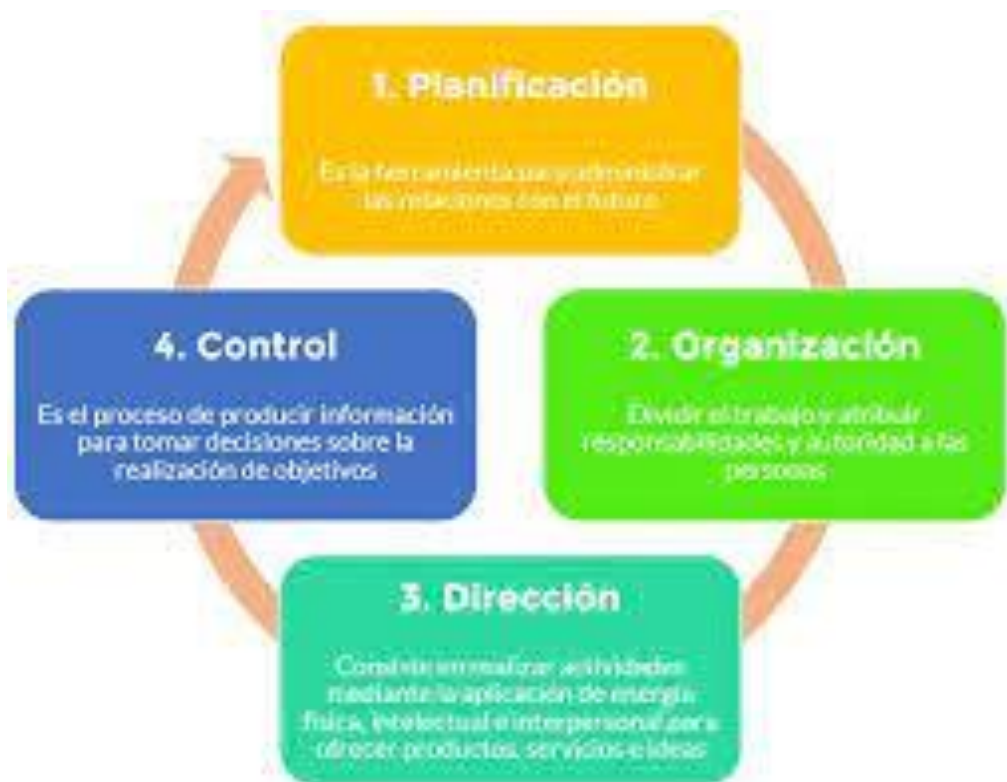 1. Planificación
Es la herramienta para administrar
las relaciones con el futuro
2. Organización
Dividir el trabajo y atribuir
responsabilidades y autoridad a las
personas
3. Dirección
Consiste en realizar actividades
mediante la aplicación de energía
física, intelectual e interpersonal para
ofrecer productos, servicios e ideas
4. Control
Es el proceso de producir información
para tomar decisiones sobre la
realización de objetivos